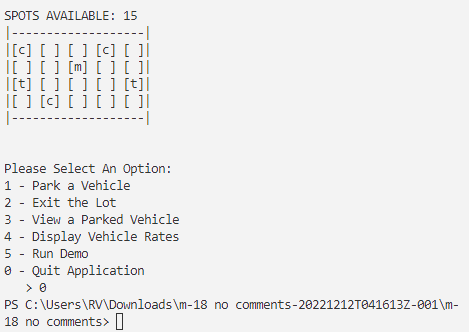 SPOTS AVAILABLE: 15
|-------------------|
|[c] [ ] [ ] [c] [ ]|
|[ ] [ ] [m] [ ] [ ]|
|[t] [ ] [ ] [ ] [t]|
|[ ] [c] [ ] [ ] [ ]|
|-------------------|
Please Select An Option:
1 - Park a Vehicle
2 - Exit the Lot
3 - View a Parked Vehicle
4 - Display Vehicle Rates
5 - Run Demo
0 - Quit Application
   > 0
PS C:\Users\RV\Downloads\m-18 no comments-20221212T041613Z-001\m-
18 no comments>